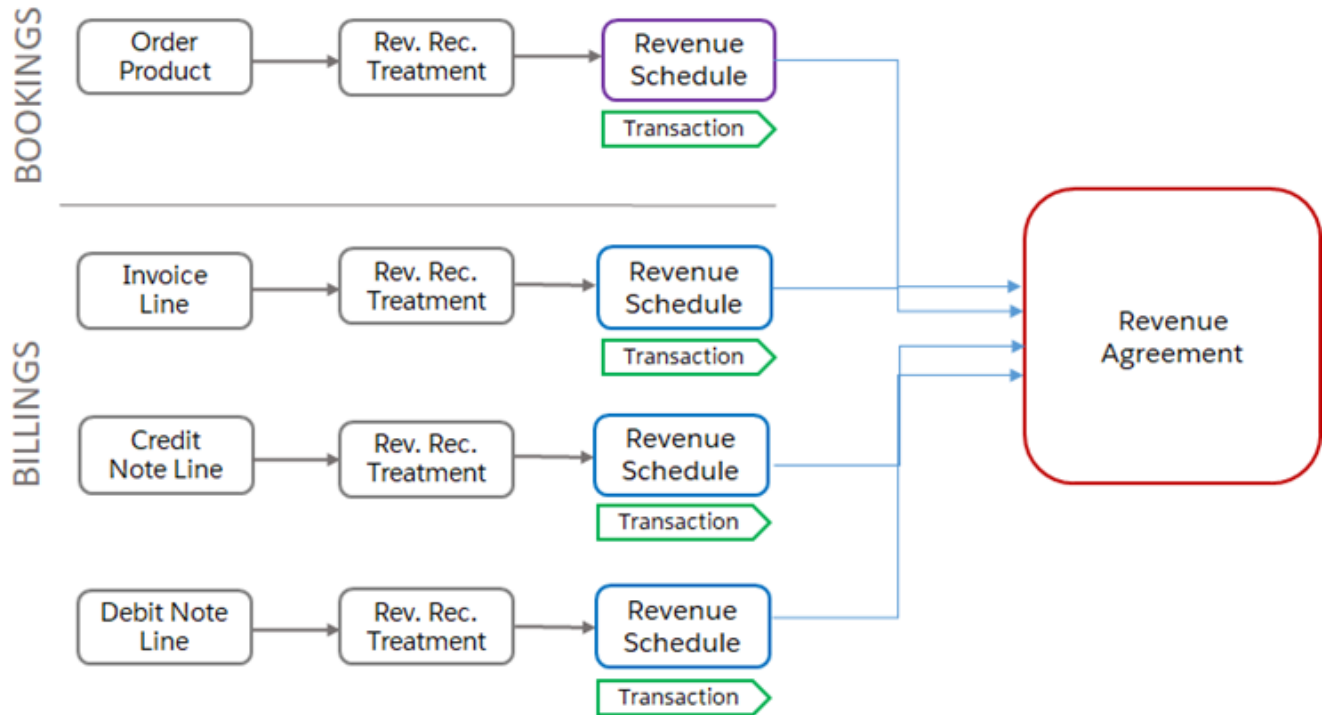 BOOKINGS
Order
Product
Rev. Rec.
Treatment
Revenue
Schedule
Transaction
BILLINGS
Invoice
Line
Rev. Rec.
Treatment
Revenue
Schedule
Transaction
Credit
Note Line
Rev. Rec.
Treatment
Revenue
Schedule
Transaction
Debit Note
Line
Rev. Rec.
Treatment
Revenue
Schedule
Transaction
Revenue
Agreement